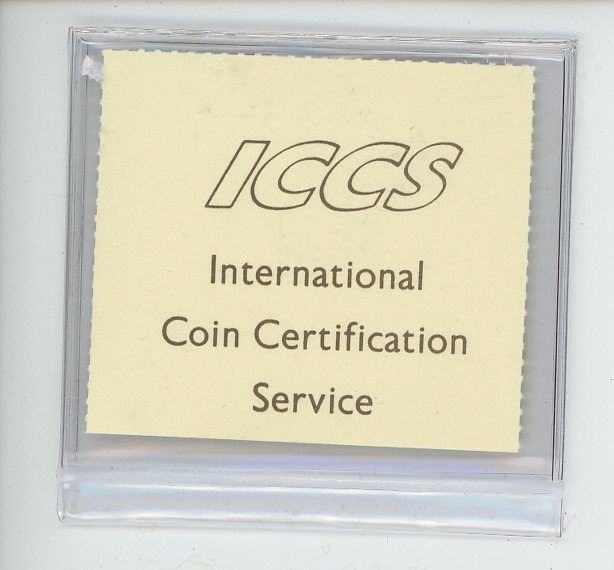 ICCS
International
Coin Certification
Service